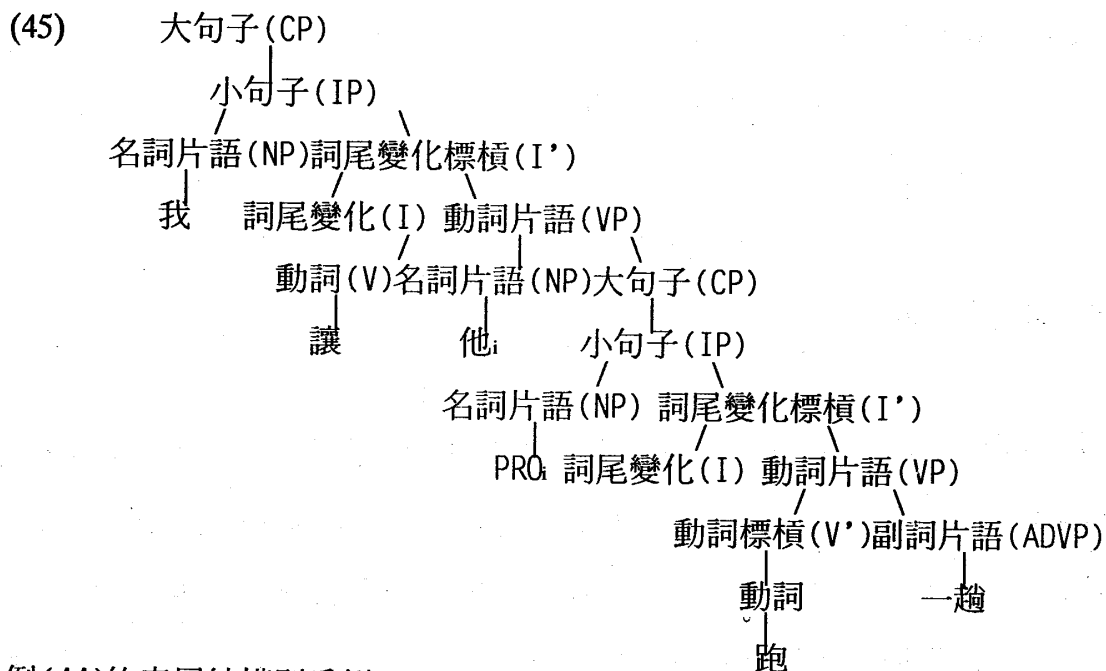 (45) 大句子(CP)
小句子(IP)
名詞片語(NP)詞尾變化標槓(I’)
我 詞尾變化(I) 動詞片語(VP)
動詞(V)名詞片語(NP)大句子(CP)
讓 他i 小句子(IP)
名詞片語(NP) 詞尾變化標槓(I’)
PROi 詞尾變化(I) 動詞片語(VP)
動詞標槓(V’)副詞片語(ADVP)
動詞 一趟
跑